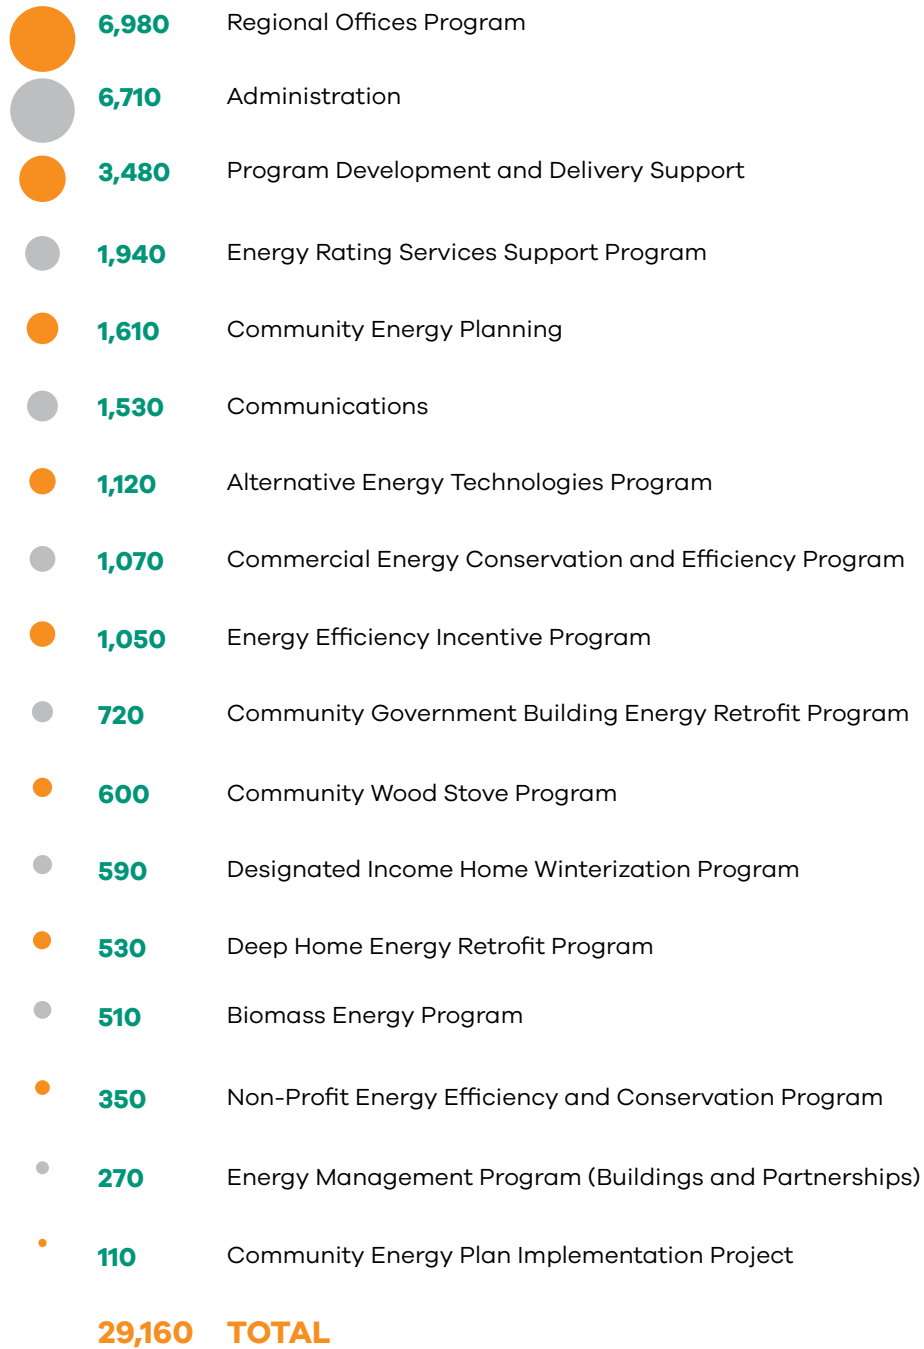 6,980 Regional Offices Program
6,710 Administration
3,480 Program Development and Delivery Support
1,940 Energy Rating Services Support Program
1,610 Community Energy Planning
1,530 Communications
1,120 Alternative Energy Technologies Program
1,070 Commercial Energy Conservation and Efficiency Program
1,050 Energy Efficiency Incentive Program
720 Community Government Building Energy Retrofit Program
600 Community Wood Stove Program
590 Designated Income Home Winterization Program
530 Deep Home Energy Retrofit Program
510 Biomass Energy Program
350 Non-Profit Energy Efficiency and Conservation Program
270 Energy Management Program (Buildings and Partnerships)
110 Community Energy Plan Implementation Project
29,160 TOTAL